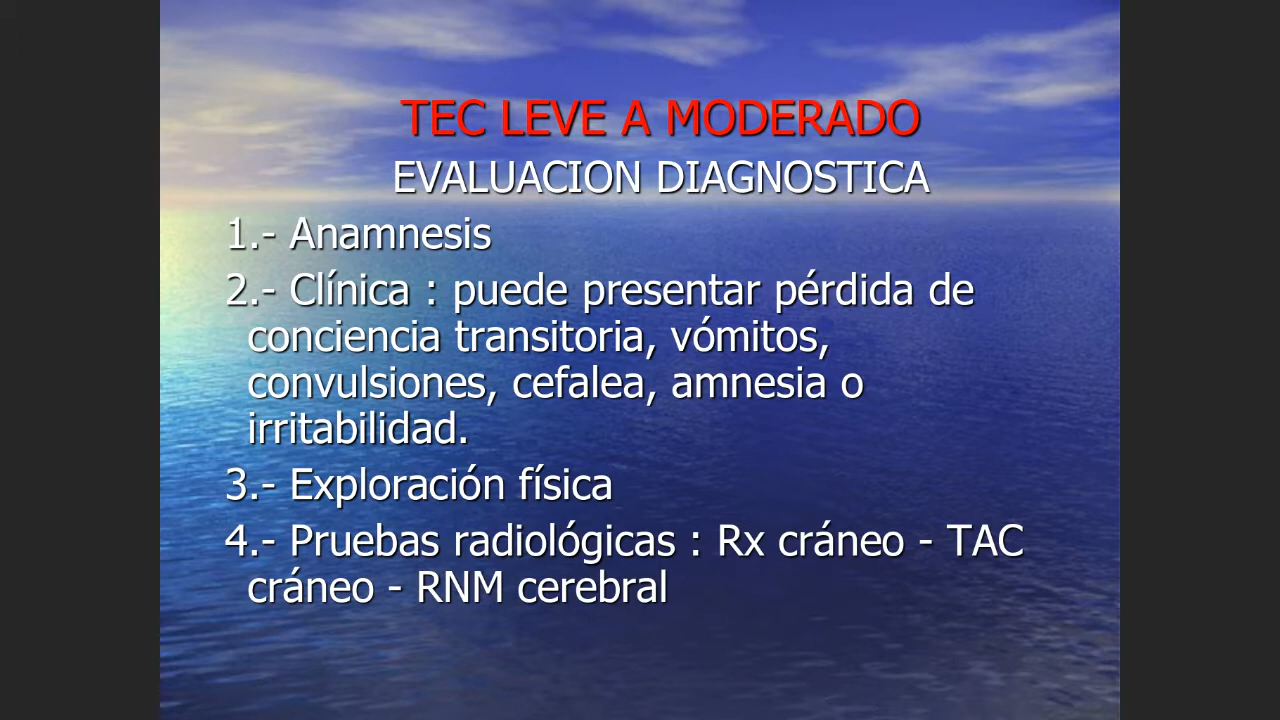 TEC LEVE A MODERADO
EVALUACION DIAGNOSTICA
1.- Anamnesis
2.- Clínica : puede presentar pérdida de
conciencia transitoria, vómitos,
convulsiones, cefalea, amnesia o
irritabilidad.
3.- Exploración física
4.- Pruebas radiológicas : Rx cráneo - TAC
cráneo - RNM cerebral